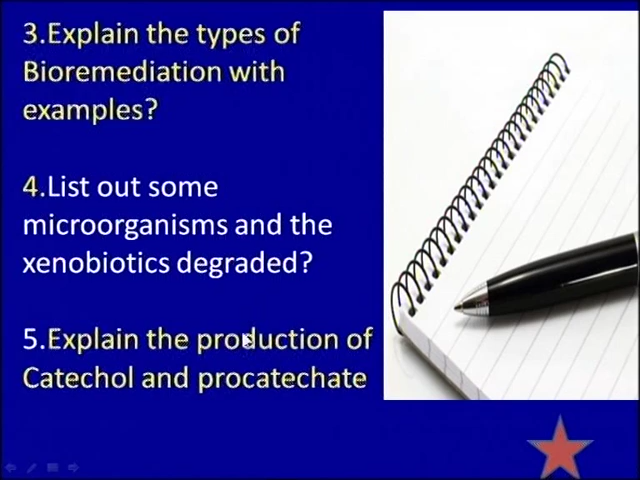 3.Explain the types of
Bioremediation with
examples?
4.List out some
microorganisms and the
xenobiotics degraded?
5.Explain the production of
Catechol and procatechate